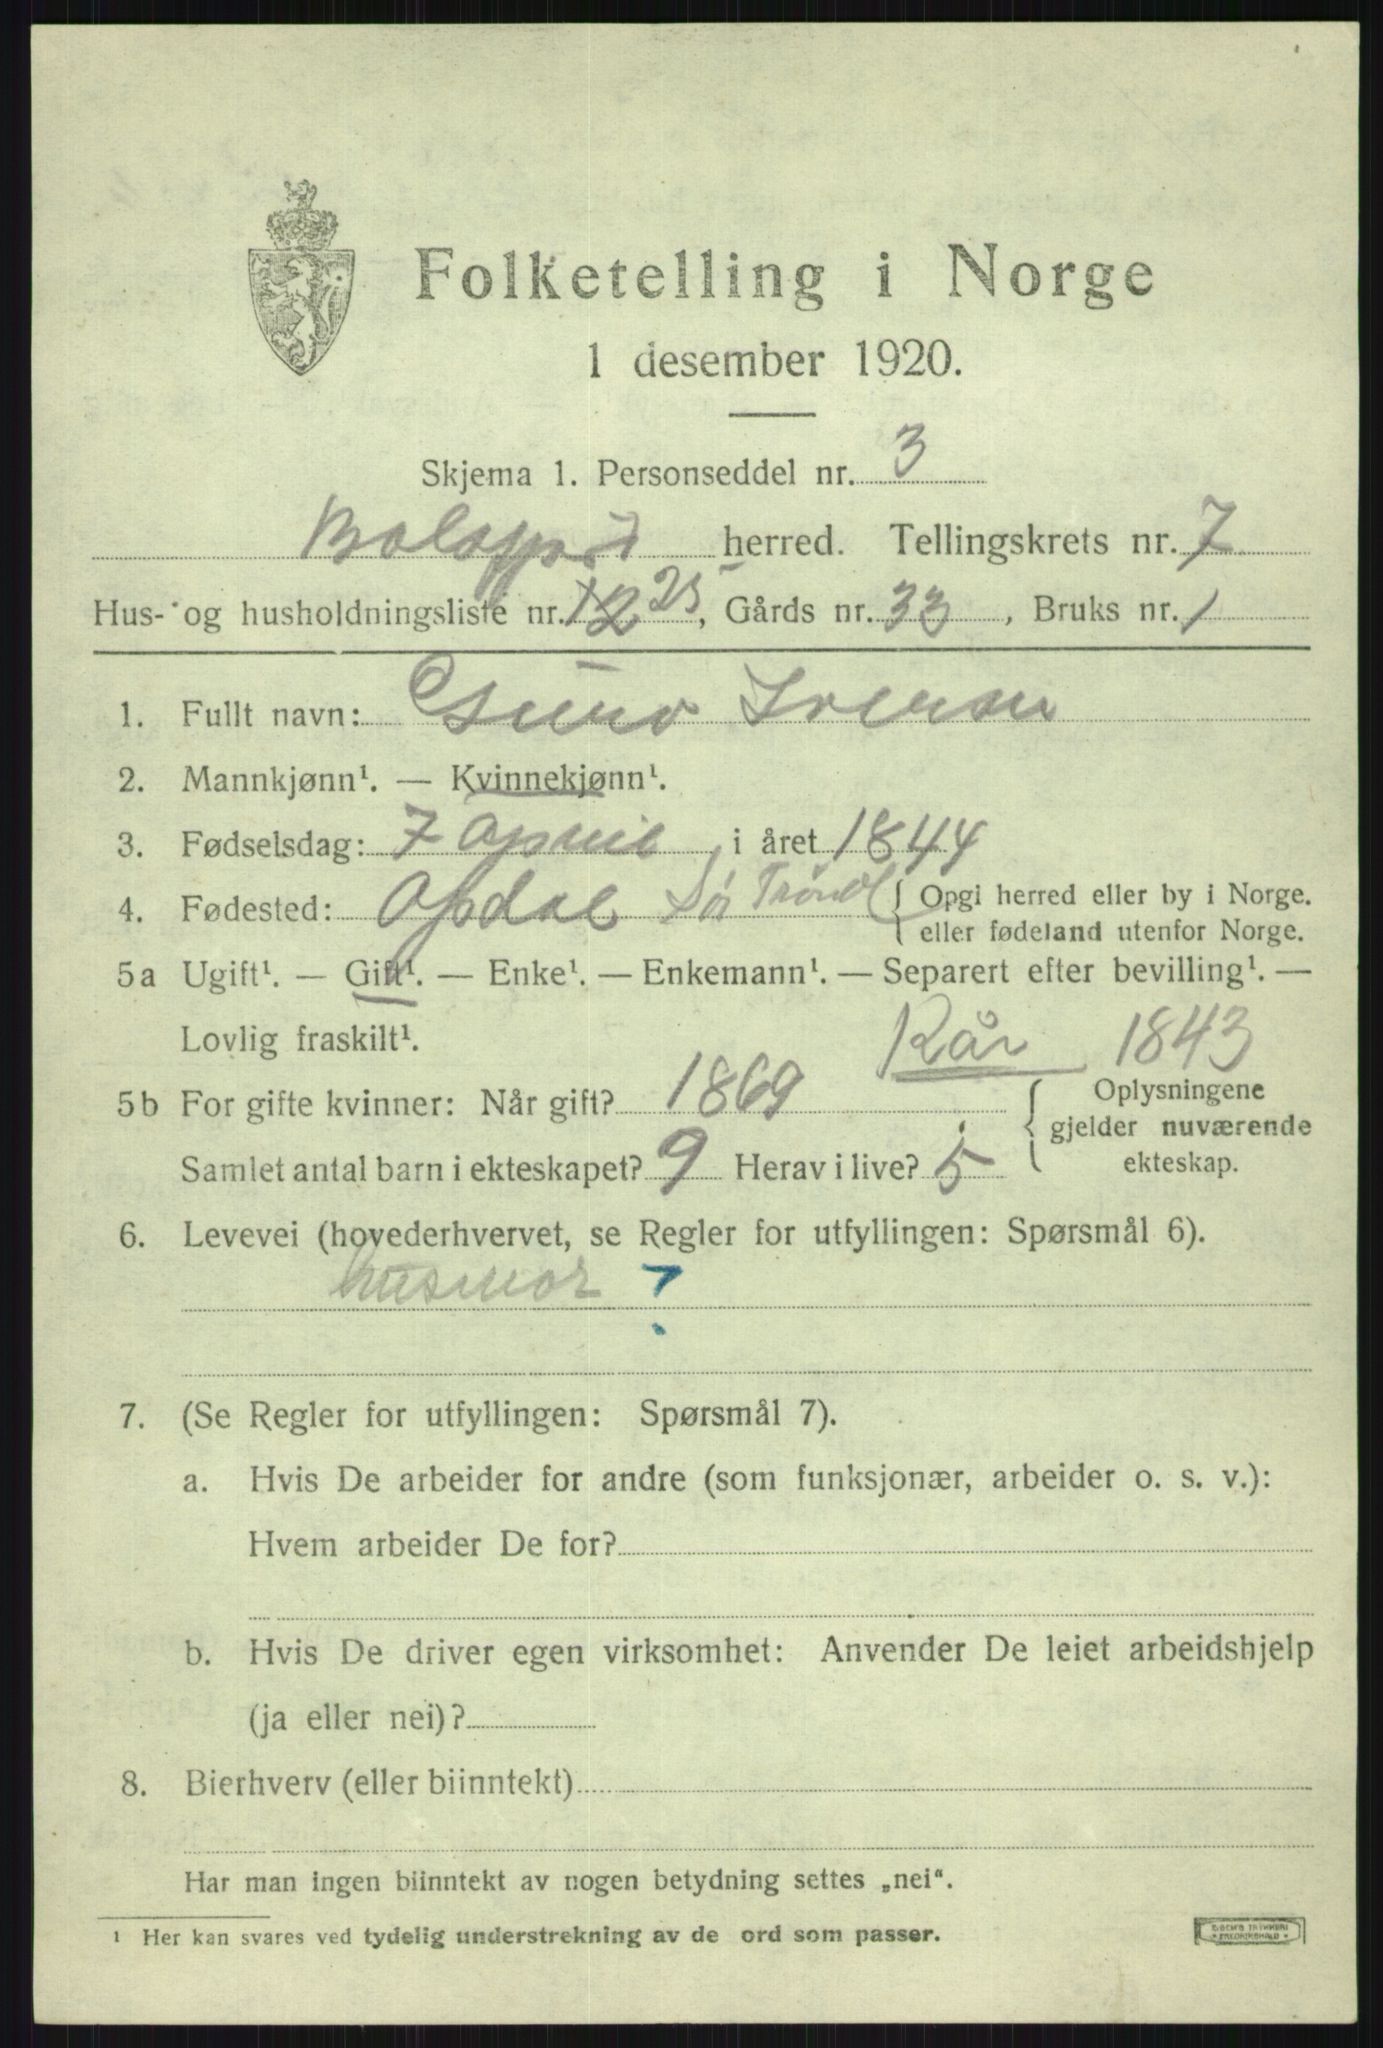 Folketelling i Norge
1 desember 1920.
Skjema 1. Personseddel nr. 3
herred. Tellingskrets nr. 7
Hus- og husholdningsliste nr. 12 25, Gårds nr. 33, Bruks nr. 1
1. Fullt navn: Iversen
2. Mannkjønn¹. — Kvinnekjønn¹.
3. Fødselsdag: 7 April, i året 1844
4. Fødested: Opdal Sør Trøndl { Opgi herred eller by i Norge.
eller fødeland utenfor Norge.
5a Ugift¹. — Gift¹. — Enke¹. — Enkemann¹. — Separert efter bevilling¹. —
Lovlig fraskilt¹. Kår 1843
5b For gifte kvinner: Når gift? 1869 { Oplysningene
gjelder nuværende
ekteskap.
Samlet antal barn i ekteskapet? 9 Herav i live? 5
6. Levevei (hovederhvervet, se Regler for utfyllingen: Spørsmål 6).
husmor ?
7. (Se Regler for utfyllingen: Spørsmål 7).
a. Hvis De arbeider for andre (som funksjonær, arbeider o. s. v.):
Hvem arbeider De for?
b. Hvis De driver egen virksomhet: Anvender De leiet arbeidshjelp
(ja eller nei)?
8. Bierhverv (eller biinntekt)
Har man ingen biinntekt av nogen betydning settes „nei“.
¹ Her kan svares ved tydelig understrekning av de ord som passer.